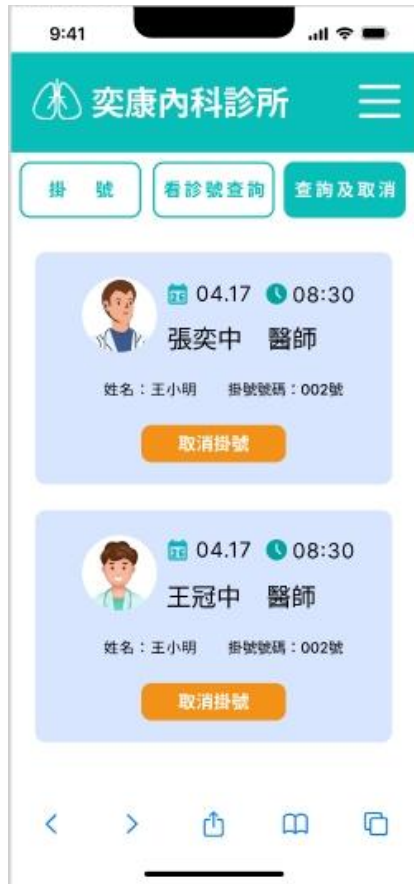 9:41
奕康內科診所
掛 號
看診號查詢
查詢及取消
04.17 08:30
張奕中 醫師
姓名：王小明 掛號號碼：002號
取消掛號
04.17 08:30
王冠中 醫師
姓名：王小明 掛號號碼：002號
取消掛號